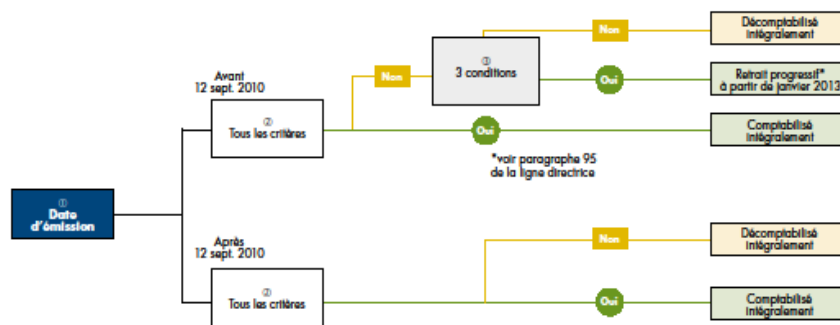 Non
Décomptabilisé
intégralement
①
Date
d'émission
Avant
12 sept. 2010
②
Tous les critères
Non
③
3 conditions
Oui
Retrait progressif*
à partir de janvier 2013
Oui
Comptabilisé
intégralement
*voir paragraphe 95
de la ligne directrice
Après
12 sept. 2010
②
Tous les critères
Non
Décomptabilisé
intégralement
Oui
Comptabilisé
intégralement